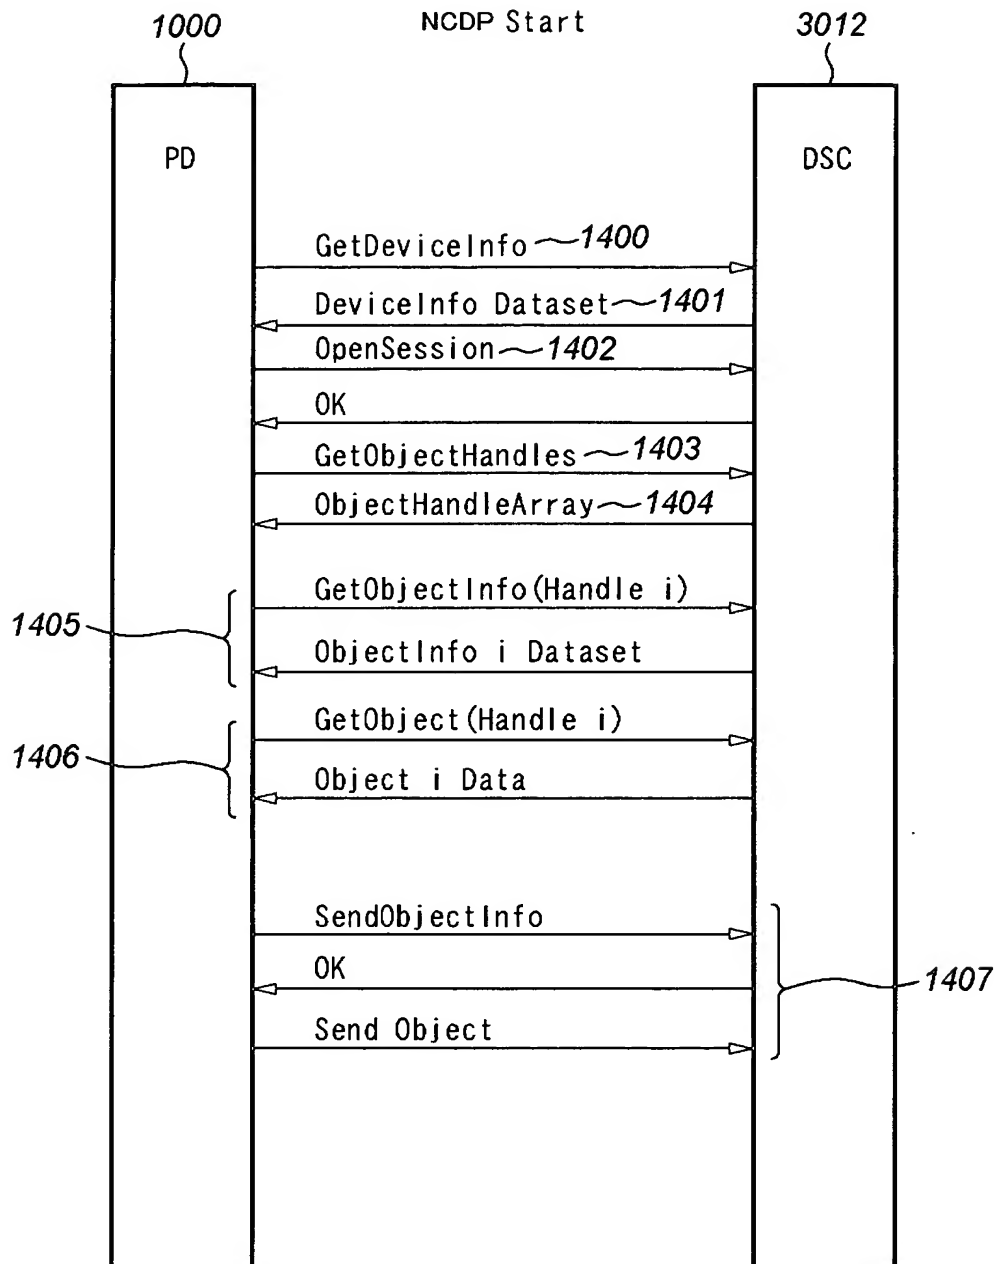 1000 NCDP Start 3012
PD DSC
GetDeviceInfo 1400
DeviceInfo Dataset 1401
OpenSession 1402
OK
GetObjectHandles 1403
ObjectHandleArray 1404
GetObjectInfo(Handle i)
1405
ObjectInfo i Dataset
GetObject(Handle i)
1406
Object i Data
SendObjectInfo
OK
1407
Send Object